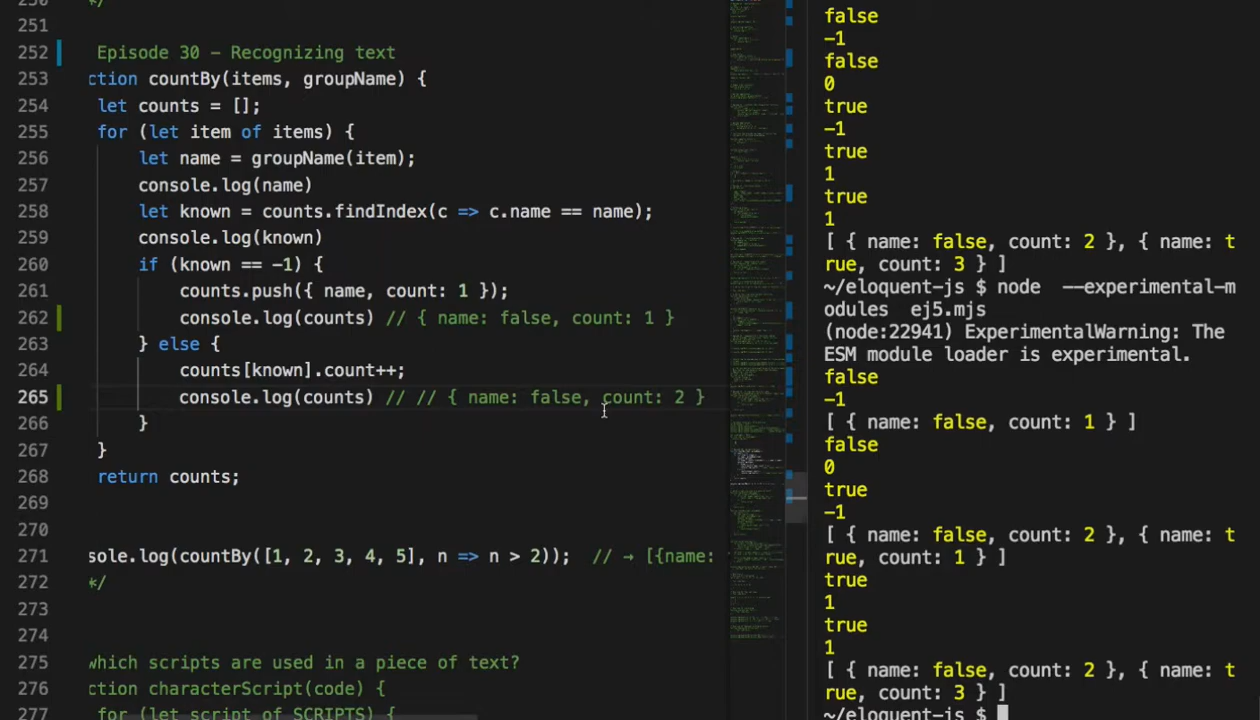 250 */
251
252 Episode 30 - Recognizing text
253 ction countBy(items, groupName) {
254 let counts = [];
255 for (let item of items) {
256 let name = groupName(item);
257 console.log(name)
258 let known = counts.findIndex(c => c.name == name);
259 console.log(known)
260 if (known == -1) {
261 counts.push({ name, count: 1 });
262 console.log(counts) // { name: false, count: 1 }
263 } else {
264 counts[known].count++;
265 console.log(counts) // // { name: false, count: 2 }
266 }
267 }
268 return counts;
269
270
271 sole.log(countBy([1, 2, 3, 4, 5], n => n > 2)); // → [{name:
272 */
273
274
275 which scripts are used in a piece of text?
276 ction characterScript(code) {
277 for (let script of SCRIPTS) {
false
-1
false
0
true
-1
true
1
true
1
[ { name: false, count: 2 }, { name: t
rue, count: 3 } ]
~/eloquent-js $ node --experimental-m
odules ej5.mjs
(node:22941) ExperimentalWarning: The
ESM module loader is experimental.
false
-1
[ { name: false, count: 1 } ]
false
0
true
-1
[ { name: false, count: 2 }, { name: t
rue, count: 1 } ]
true
1
true
1
[ { name: false, count: 2 }, { name: t
rue, count: 3 } ]
~/eloquent-js $